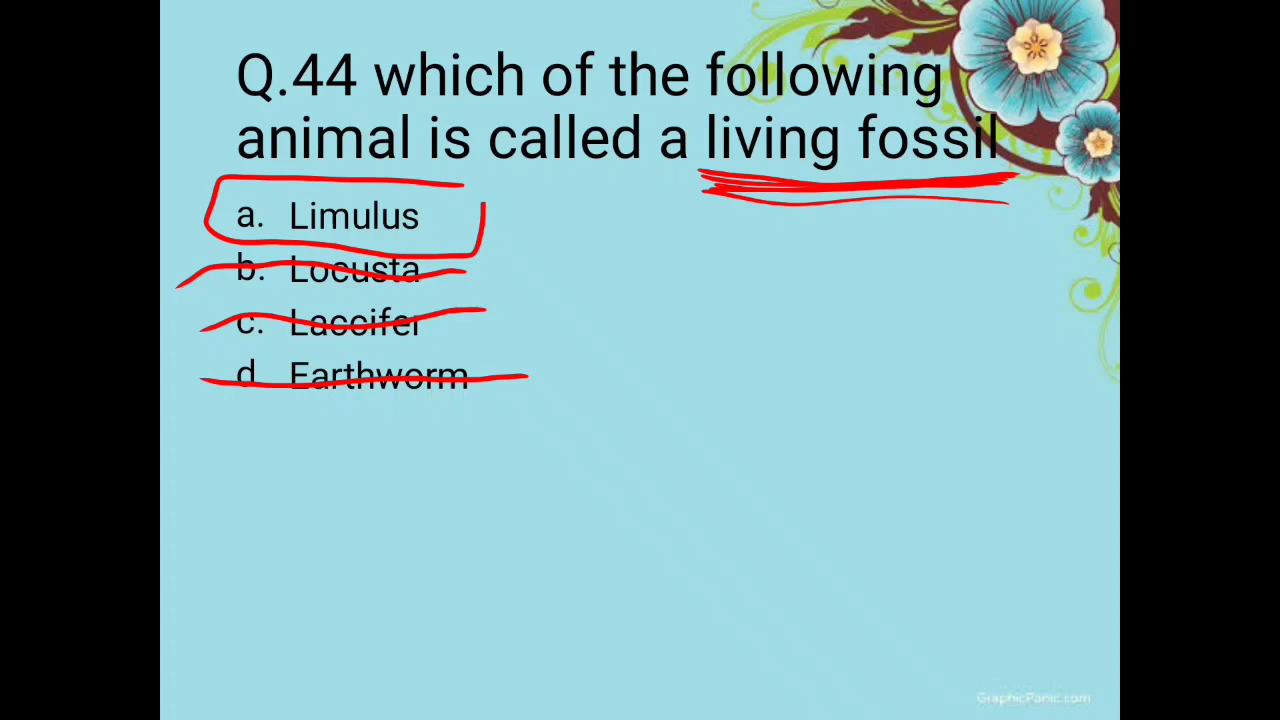 Q.44 which of the following
animal is called a living fossil
a. Limulus
b. Locusta
c. Laccifer
d. Earthworm
GraphicPanic.com